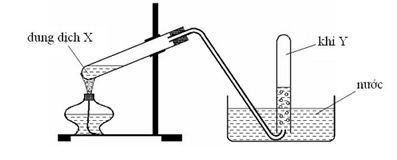 dung dịch X
khí Y
nước